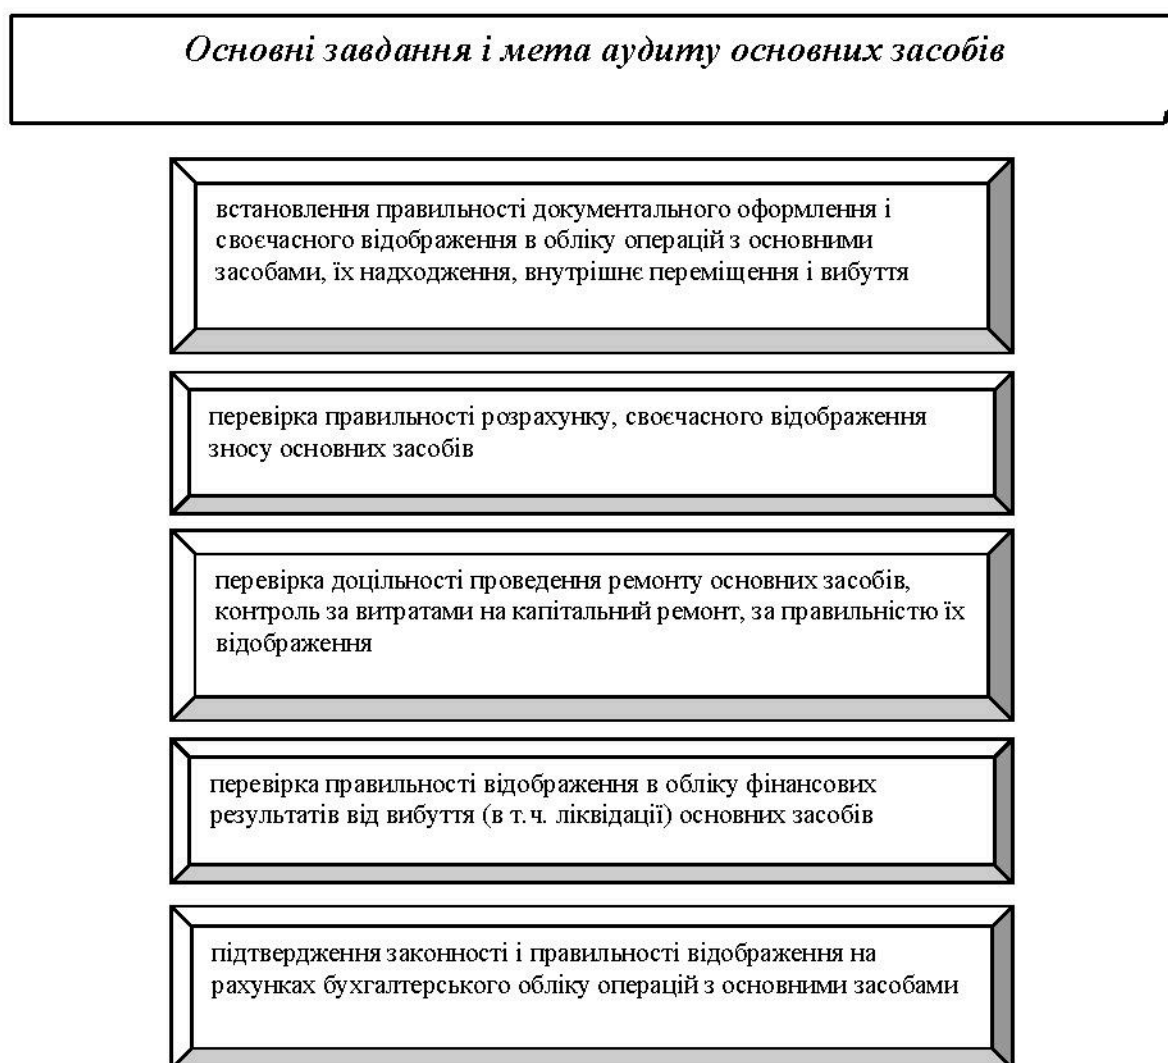 Основні завдання і мета аудиту основних засобів
встановлення правильності документального оформлення і
своєчасного відображення в обліку операцій з основними
засобами, їх надходження, внутрішнє переміщення і вибуття
перевірка правильності розрахунку, своєчасного відображення
зносу основних засобів
перевірка доцільності проведення ремонту основних засобів,
контроль за витратами на капітальний ремонт, за правильністю їх
відображення
перевірка правильності відображення в обліку фінансових
результатів від вибуття (в т.ч. ліквідації) основних засобів
підтвердження законності і правильності відображення на
рахунках бухгалтерського обліку операцій з основними засобами